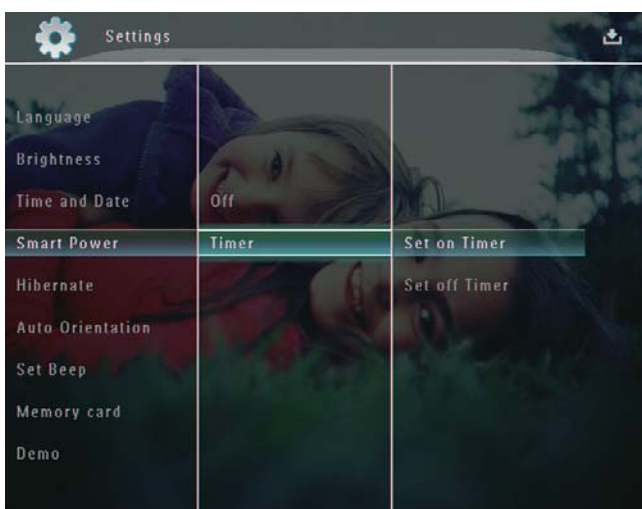 Settings
Language
Brightness
Time and Date
Off
Smart Power
Timer
Set on Timer
Hibernate
Set off Timer
Auto Orientation
Set Beep
Memory card
Demo